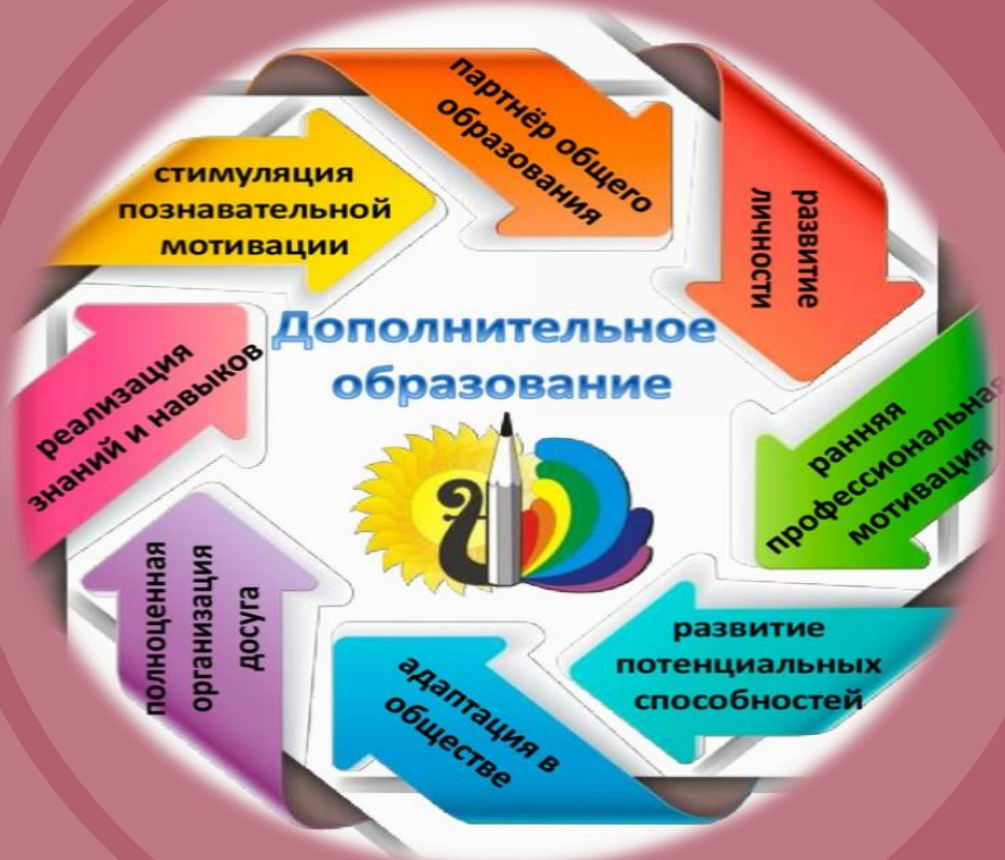 Дополнительное
образование
партнёр общего
образования
развитие
личности
ранняя
профессиональная
мотивация
развитие
потенциальных
способностей
адаптация в
обществе
полноценная
организация
досуга
реализация
знаний и навыков
стимуляция
познавательной
мотивации